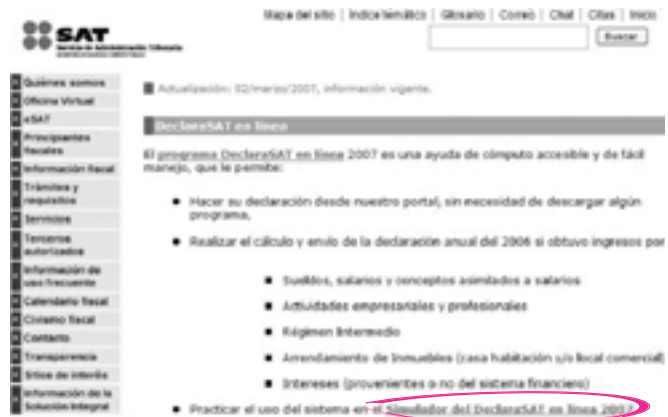 Mapa del sitio | Índice temático | Glosario | Correo | Chat | Citas | Inicio
SAT
Servicio de Administración Tributaria
Buscar
Quiénes somos
Oficina Virtual
eSAT
Principiantes
fiscales
Información fiscal
Trámites y
requisitos
Servicios
Terceros
autorizados
Información de
uso frecuente
Calendario fiscal
Civismo fiscal
Contacto
Transparencia
Sitios de interés
Información de la
Solución Integral
Actualización: 02/marzo/2007, información vigente.
DeclaraSAT en línea
El programa DeclaraSAT en línea 2007 es una ayuda de cómputo accesible y de fácil
manejo, que le permite:
• Hacer su declaración desde nuestro portal, sin necesidad de descargar algún
programa.
• Realizar el cálculo y envío de la declaración anual del 2006 si obtuvo ingresos por
■ Sueldos, salarios y conceptos asimilados a salarios
■ Actividades empresariales y profesionales
■ Régimen Intermedio
■ Arrendamiento de Inmuebles (casa habitación y/o local comercial)
■ Intereses (provenientes o no del sistema financiero)
• Practicar el uso del sistema en el Simulador del DeclaraSAT en línea 2007